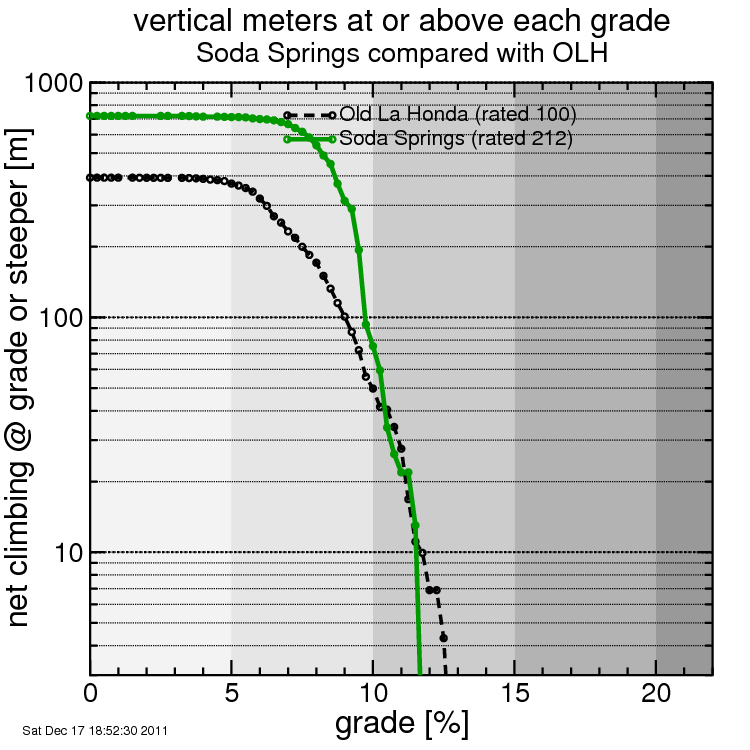 vertical meters at or above each grade
Soda Springs compared with OLH
net climbing @ grade or steeper [m]
1000
100
10
Old La Honda (rated 100)
Soda Springs (rated 212)
0 5 10 15 20
grade [%]
Sat Dec 17 18:52:30 2011